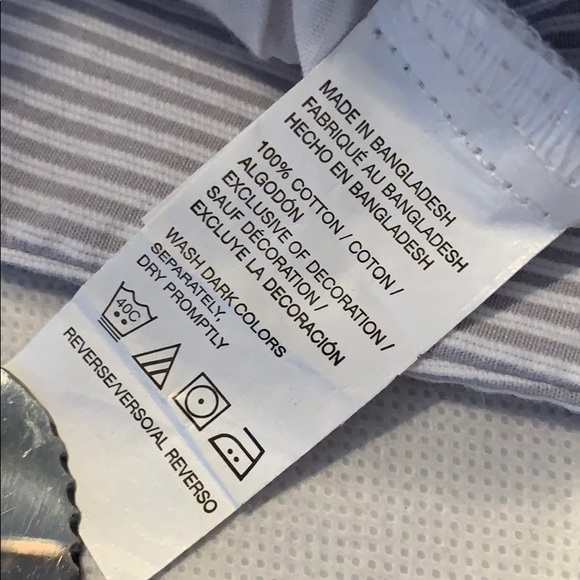 MADE IN BANGLADESH
FABRIQUÉ AU BANGLADESH
HECHO EN BANGLADESH
100% COTTON / COTON /
ALGODÓN
EXCLUSIVE OF DECORATION /
SAUF DÉCORATION /
EXCLUYE LA DECORACIÓN
WASH DARK COLORS
SEPARATELY.
DRY PROMPTLY
40C
REVERSE/VERSO/AL REVERSO